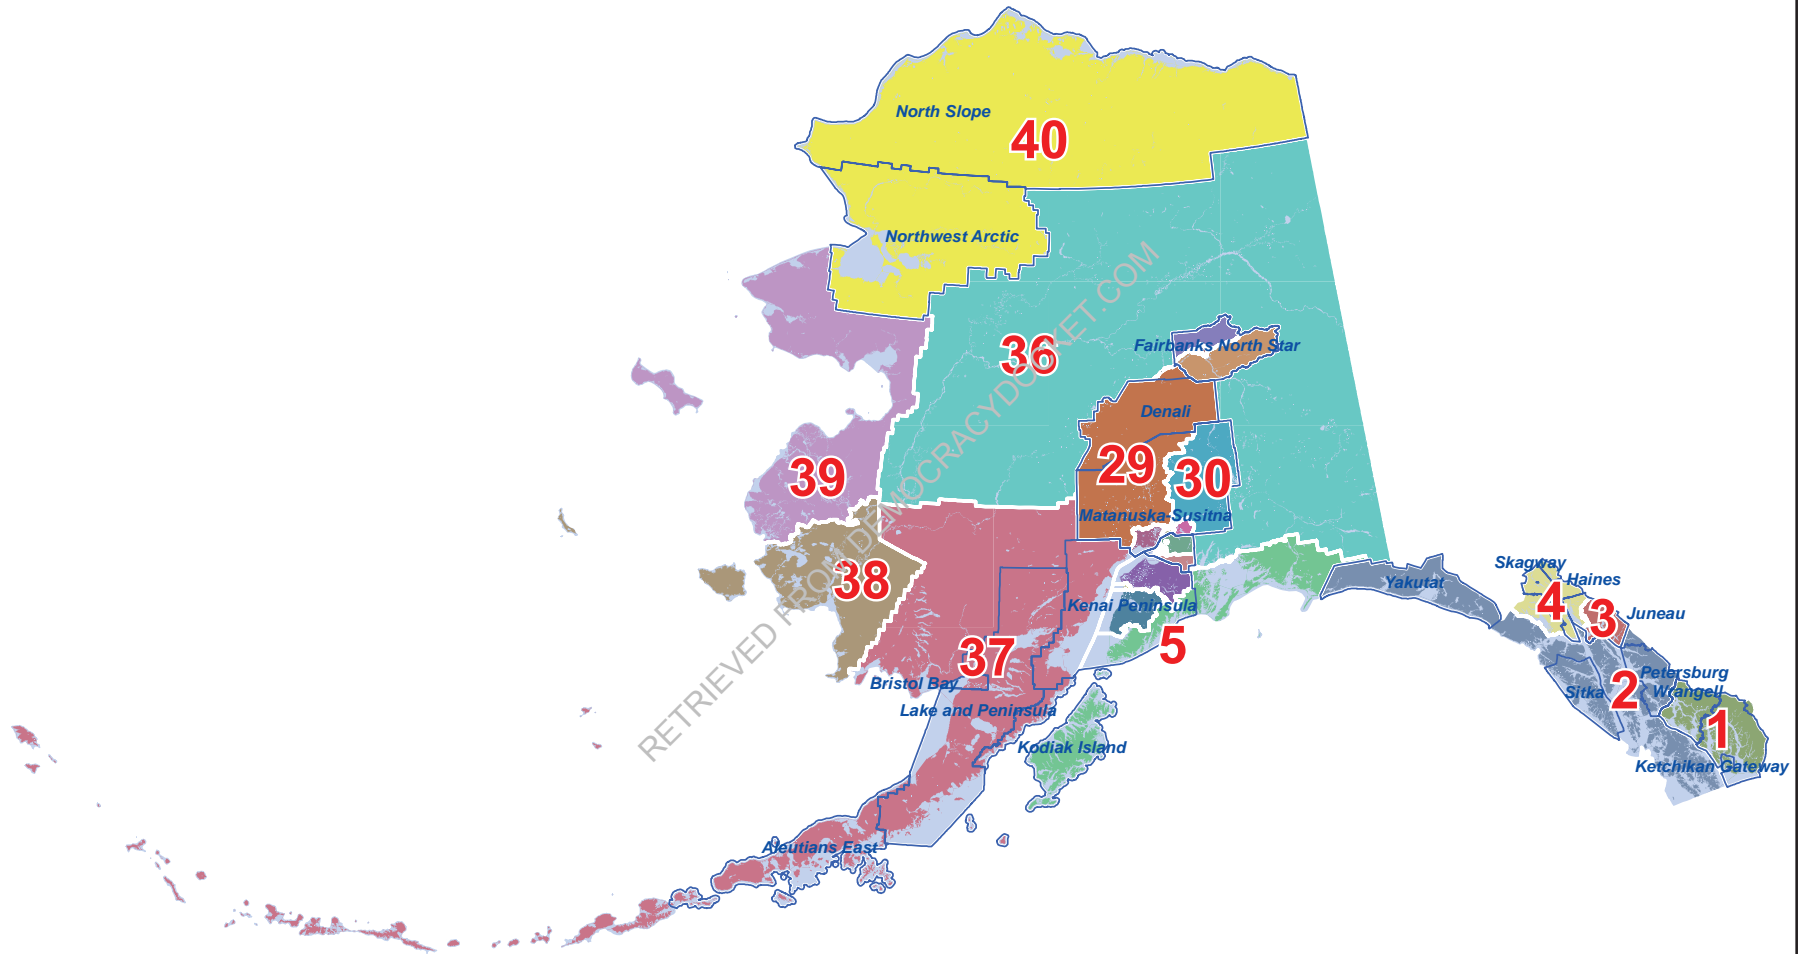 North Slope
40
Northwest Arctic
36
Fairbanks North Star
Denali
29
30
39
Matanuska-Susitna
38
Kenai Peninsula
5
37
Bristol Bay
Lake and Peninsula
Kodiak Island
Aleutians East
Yakutat
Skagway
Haines
4
3
Juneau
Petersburg
Wrangell
Sitka
2
1
Ketchikan Gateway
RETRIEVED FROM DEMOCRACYDOCKET.COM